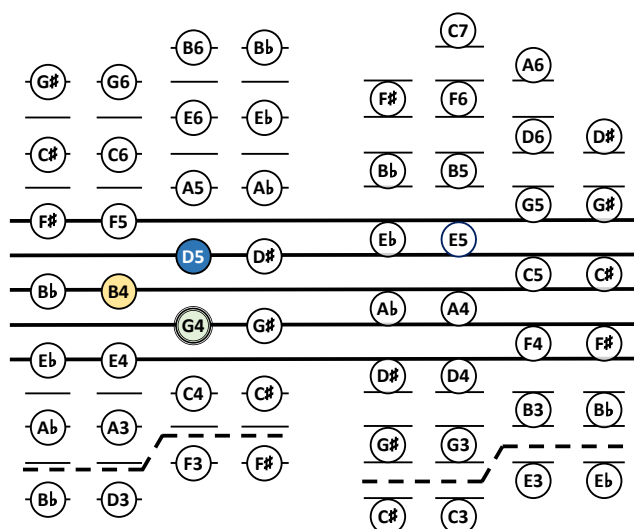 C7
B6 B♭
A6
G♯ G6
F♯ F6
E6 E♭
D6 D♯
C♯ C6
B♭ B5
A5 A♭
G5 G♯
F♯ F5
E♭ E5
D5 D♯
C5 C♯
B♭ B4
A♭ A4
G4 G♯
F4 F♯
E♭ E4
D♯ D4
C4 C♯
B3 B♭
A♭ A3
G♯ G3
F3 F♯
E3 E♭
B♭ D3
C♯ C3